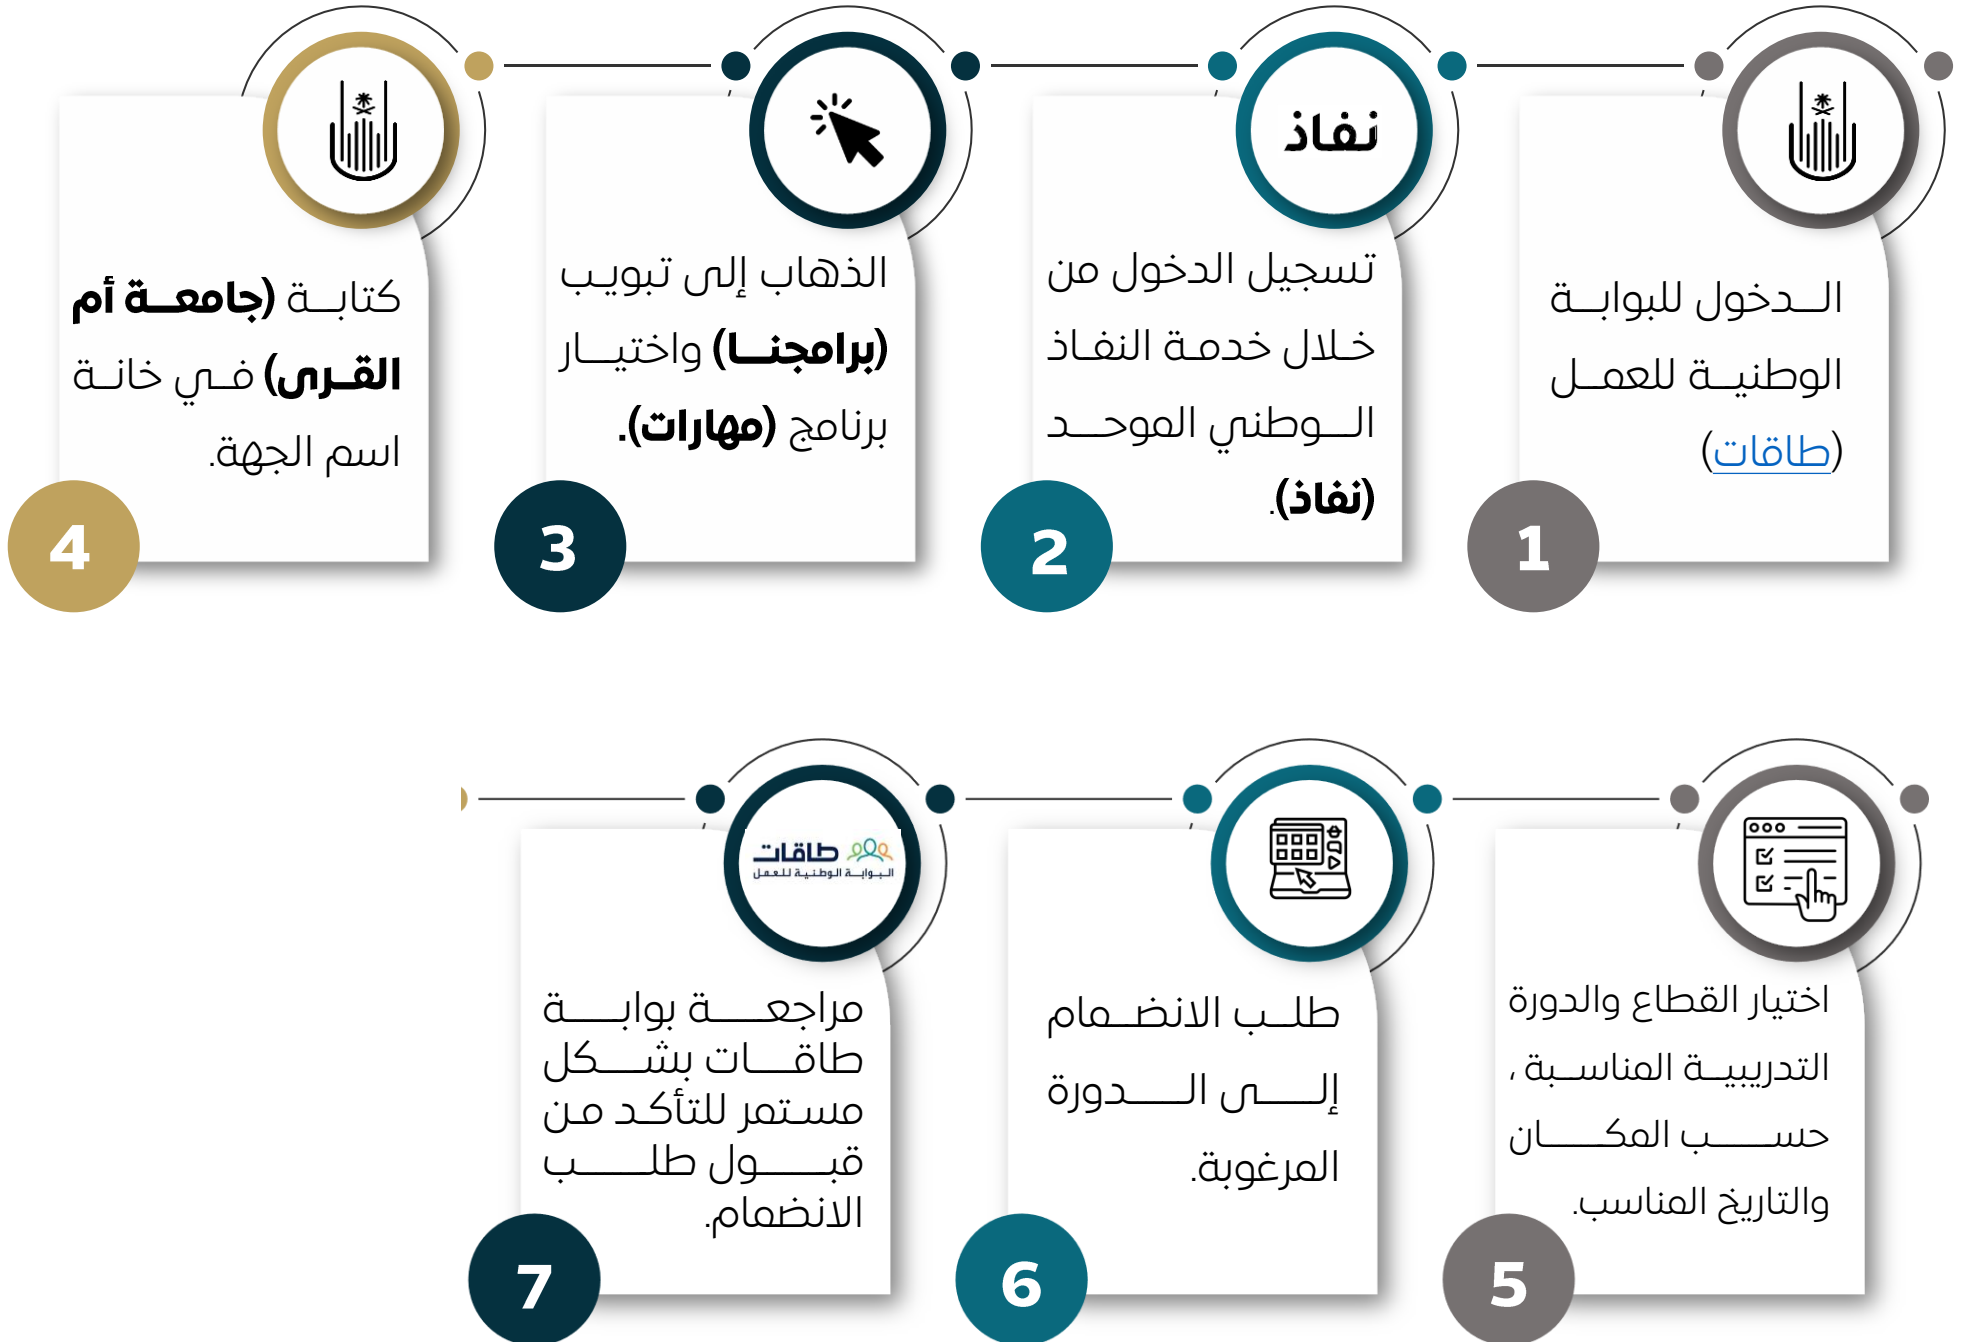 نفاذ
الدخول للبوابة
الوطنية للعمل
(طاقات)
1
تسجيل الدخول من
خلال خدمة النفاذ
الوطني الموحد
(نفاذ).
2
الذهاب إلى تبويب
(برامجنا) واختيار
برنامج (مهارات).
3
كتابة (جامعة أم
القرى) في خانة
اسم الجهة.
4
اختيار القطاع والدورة
التدريبية المناسبة ،
حسب المكان
والتاريخ المناسب.
5
طلب الانضمام
إلى الدورة
المرغوبة.
6
طاقات
البوابة الوطنية للعمل
مراجعة بوابة
طاقات بشكل
مستمر للتأكد من
قبول طلب
الانضمام.
7